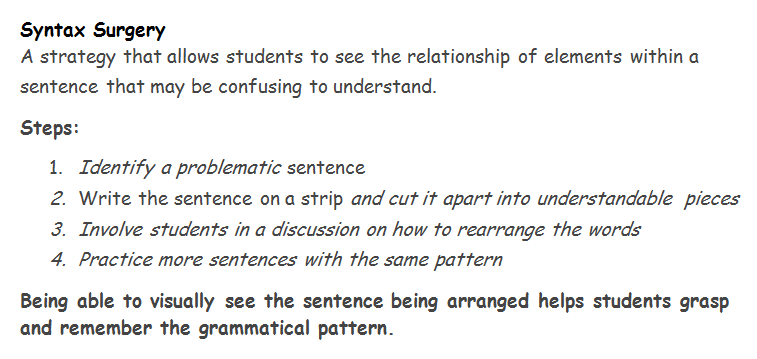 Syntax Surgery
A strategy that allows students to see the relationship of elements within a
sentence that may be confusing to understand.
Steps:
1. Identify a problematic sentence
2. Write the sentence on a strip and cut it apart into understandable pieces
3. Involve students in a discussion on how to rearrange the words
4. Practice more sentences with the same pattern
Being able to visually see the sentence being arranged helps students grasp
and remember the grammatical pattern.